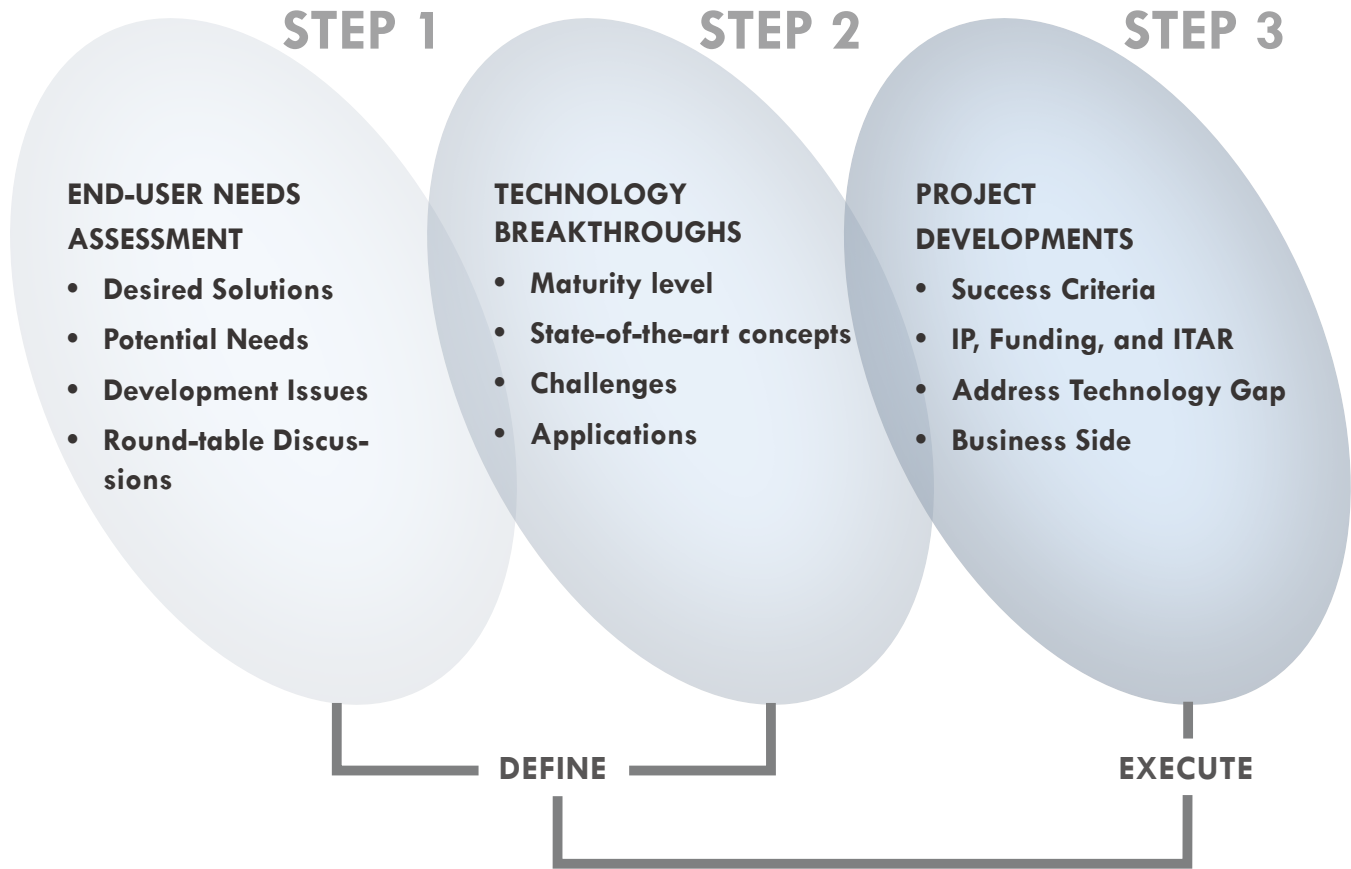 STEP 1
END-USER NEEDS
ASSESSMENT
• Desired Solutions
• Potential Needs
• Development Issues
• Round-table Discus-
sions
STEP 2
TECHNOLOGY
BREAKTHROUGHS
• Maturity level
• State-of-the-art concepts
• Challenges
• Applications
STEP 3
PROJECT
DEVELOPMENTS
• Success Criteria
• IP, Funding, and ITAR
• Address Technology Gap
• Business Side
DEFINE
EXECUTE